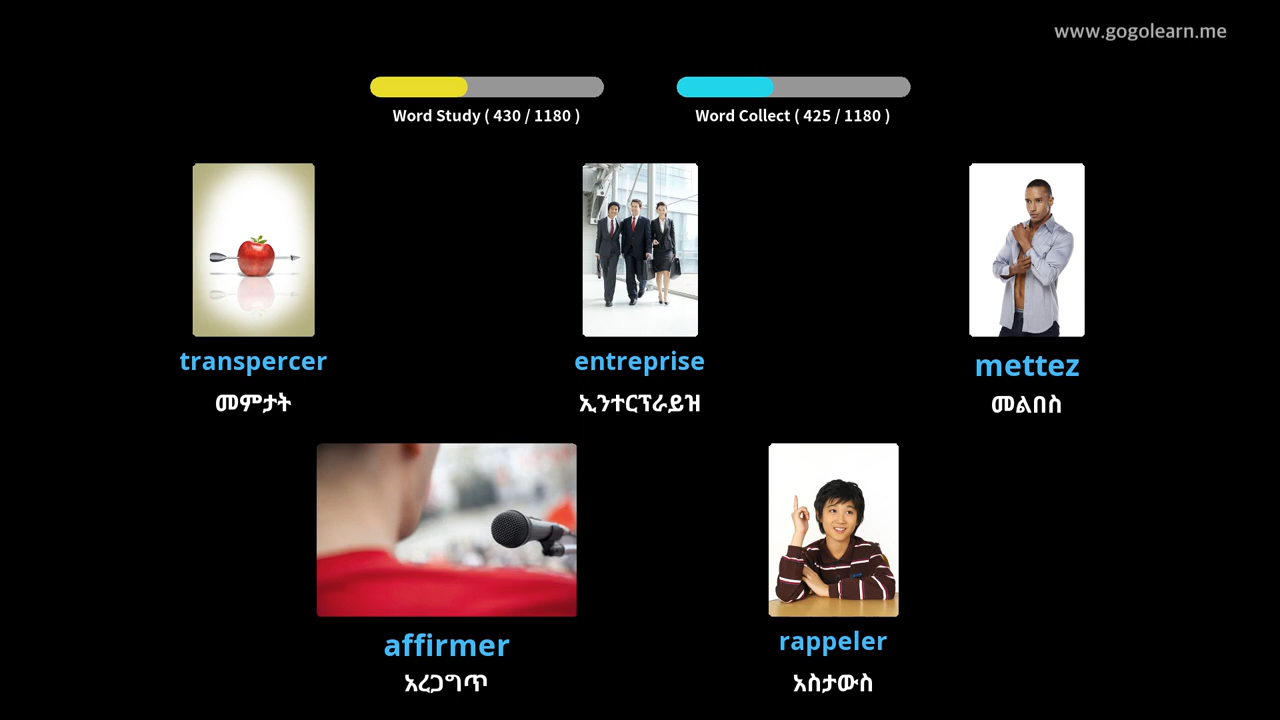 www.gogolearn.me
Word Study ( 430 / 1180 )
Word Collect ( 425 / 1180 )
transpercer
መምታት
entreprise
ኢንተርፕራይዝ
mettez
መልበስ
affirmer
አረጋግጥ
rappeler
አስታውስ